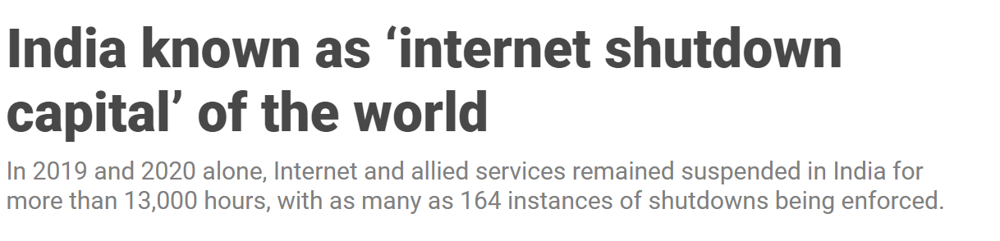 India known as ‘internet shutdown
capital’ of the world
In 2019 and 2020 alone, Internet and allied services remained suspended in India for
more than 13,000 hours, with as many as 164 instances of shutdowns being enforced.